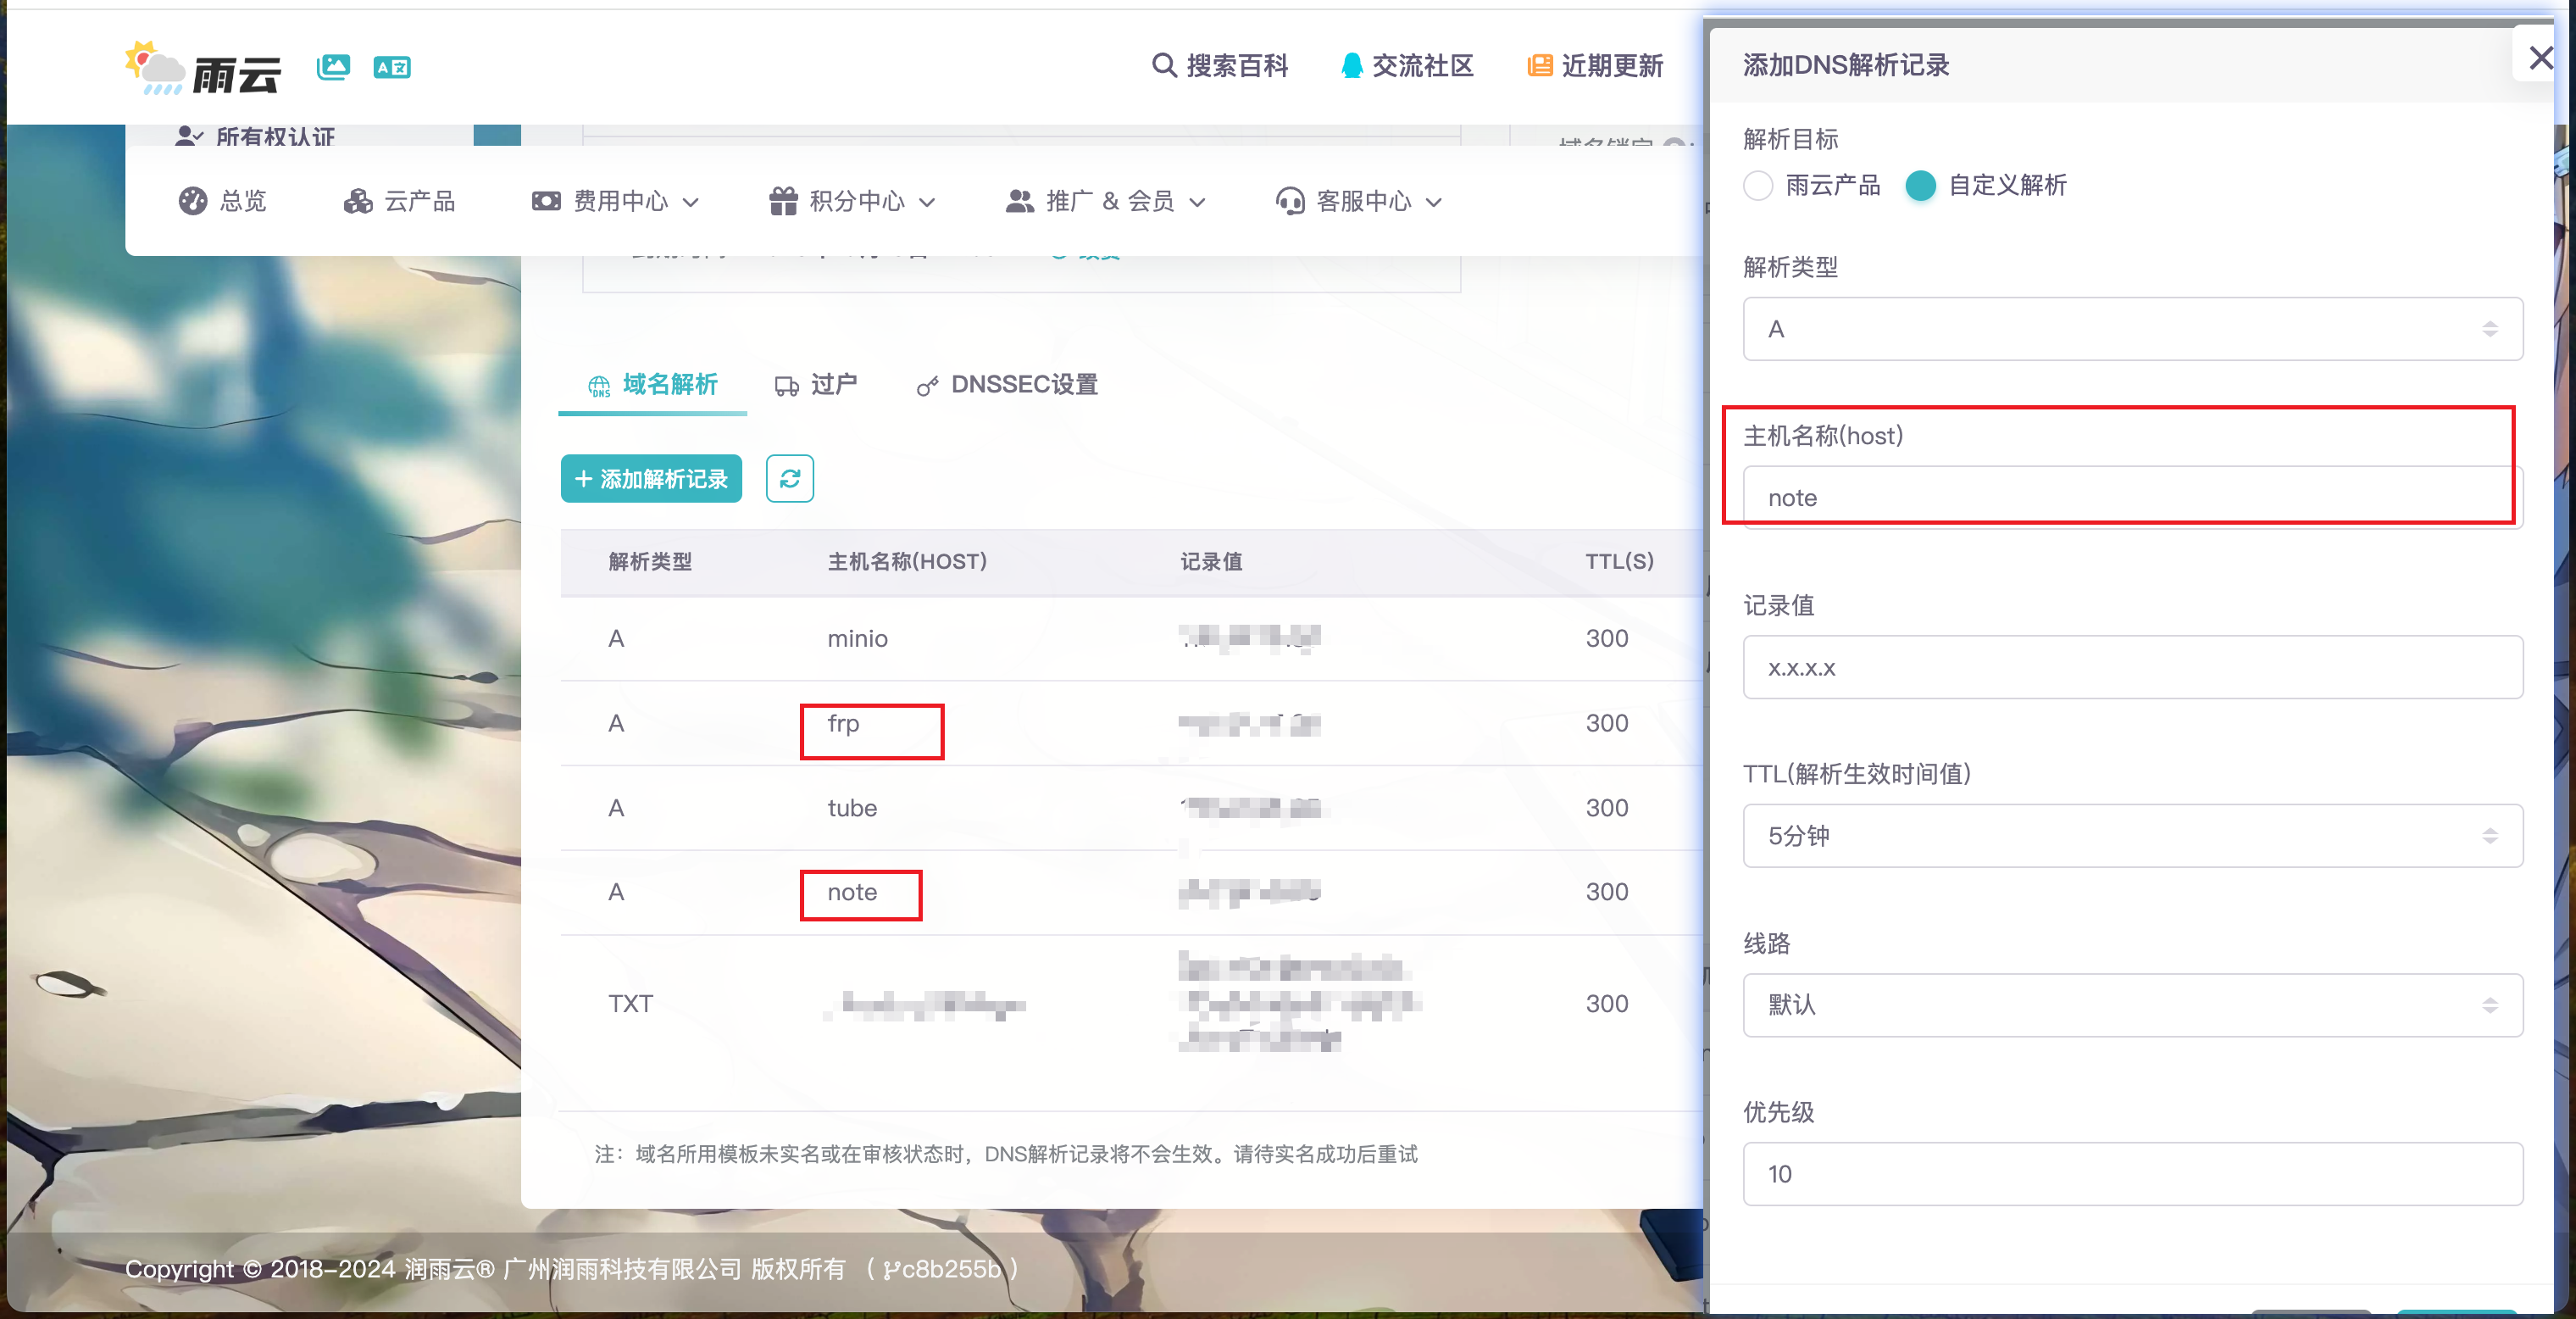 雨云
搜索百科
交流社区
近期更新
所有权认证
总览
云产品
费用中心
积分中心
推广 & 会员
客服中心
域名解析
过户
DNSSEC设置
+ 添加解析记录
解析类型 主机名称(HOST) 记录值 TTL(S)
A minio 300
A frp 300
A tube 300
A note 300
TXT 300
注：域名所用模板未实名或在审核状态时，DNS解析记录将不会生效。请待实名成功后重试
Copyright © 2018-2024 润雨云® 广州润雨科技有限公司 版权所有 （ c8b255b ）
添加DNS解析记录
解析目标
雨云产品 自定义解析
解析类型
A
主机名称(host)
note
记录值
x.x.x.x
TTL(解析生效时间值)
5分钟
线路
默认
优先级
10